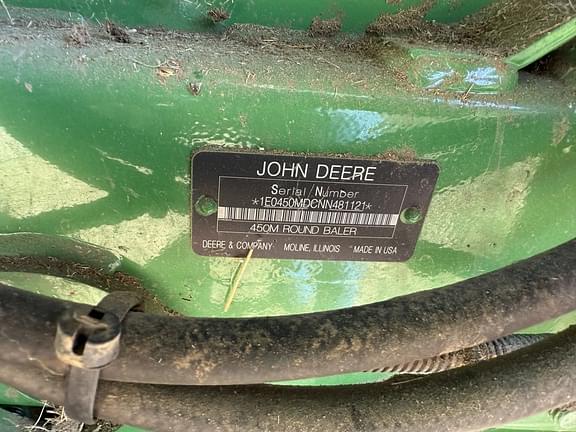 JOHN DEERE
Serial / Number
*1E0450MDCNN481121*
450M ROUND BALER
DEERE & COMPANY MOLINE, ILLINOIS MADE IN USA